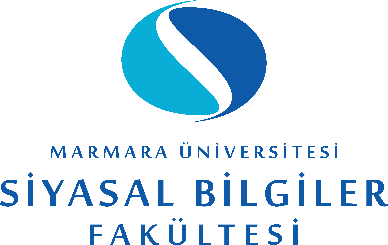 MARMARA ÜNİVERSİTESİ
SİYASAL BİLGİLER
FAKÜLTESİ